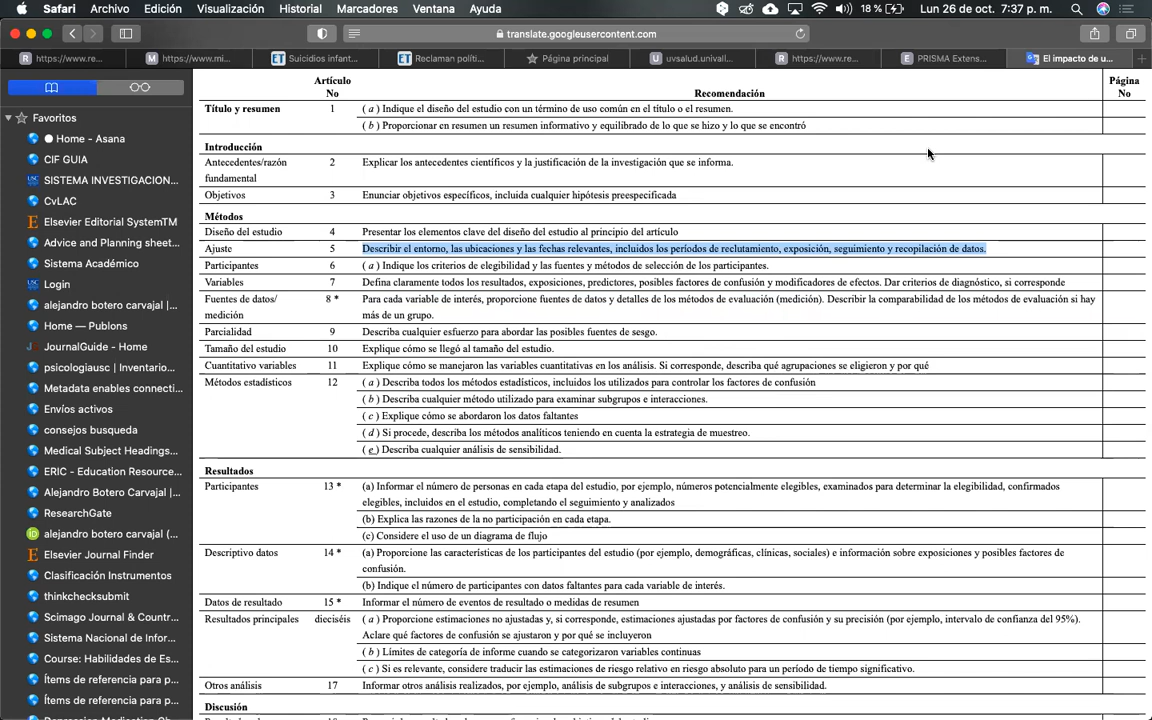 Safari Archivo Edición Visualización Historial Marcadores Ventana Ayuda 18 % Lun 26 de oct. 7:37 p. m.
translate.googleusercontent.com
https://www.re... https://www.mi... Suicidios infant... Reclaman políti... Página principal uvsalud.univall... https://www.re... PRISMA Extens... El impacto de u...
Favoritos
Home - Asana
CIF GUIA
SISTEMA INVESTIGACION...
CvLAC
Elsevier Editorial SystemTM
Advice and Planning sheet...
Sistema Académico
Login
alejandro botero carvajal |...
Home — Publons
JournalGuide - Home
psicologiausc | Inventario...
Metadata enables connecti...
Envíos activos
consejos busqueda
Medical Subject Headings...
ERIC - Education Resource...
Alejandro Botero Carvajal |...
ResearchGate
alejandro botero carvajal (...
Elsevier Journal Finder
Clasificación Instrumentos
thinkchecksubmit
Scimago Journal & Countr...
Sistema Nacional de Infor...
Course: Habilidades de Es...
Ítems de referencia para p...
Ítems de referencia para p...
Artículo Página
No Recomendación No
Título y resumen 1 ( a ) Indique el diseño del estudio con un término de uso común en el título o el resumen.
( b ) Proporcionar en resumen un resumen informativo y equilibrado de lo que se hizo y lo que se encontró
Introducción
Antecedentes/razón 2 Explicar los antecedentes científicos y la justificación de la investigación que se informa.
fundamental
Objetivos 3 Enunciar objetivos específicos, incluida cualquier hipótesis preespecificada
Métodos
Diseño del estudio 4 Presentar los elementos clave del diseño del estudio al principio del artículo
Ajuste 5 Describir el entorno, las ubicaciones y las fechas relevantes, incluidos los períodos de reclutamiento, exposición, seguimiento y recopilación de datos.
Participantes 6 ( a ) Indique los criterios de elegibilidad y las fuentes y métodos de selección de los participantes.
Variables 7 Defina claramente todos los resultados, exposiciones, predictores, posibles factores de confusión y modificadores de efectos. Dar criterios de diagnóstico, si corresponde
Fuentes de datos/ 8 * Para cada variable de interés, proporcione fuentes de datos y detalles de los métodos de evaluación (medición). Describir la comparabilidad de los métodos de evaluación si hay
medición más de un grupo.
Parcialidad 9 Describa cualquier esfuerzo para abordar las posibles fuentes de sesgo.
Tamaño del estudio 10 Explique cómo se llegó al tamaño del estudio.
Cuantitativo variables 11 Explique cómo se manejaron las variables cuantitativas en los análisis. Si corresponde, describa qué agrupaciones se eligieron y por qué
Métodos estadísticos 12 ( a ) Describa todos los métodos estadísticos, incluidos los utilizados para controlar los factores de confusión
( b ) Describa cualquier método utilizado para examinar subgrupos e interacciones.
( c ) Explique cómo se abordaron los datos faltantes
( d ) Si procede, describa los métodos analíticos teniendo en cuenta la estrategia de muestreo.
( e ) Describa cualquier análisis de sensibilidad.
Resultados
Participantes 13 * (a) Informar el número de personas en cada etapa del estudio, por ejemplo, números potencialmente elegibles, examinados para determinar la elegibilidad, confirmados
elegibles, incluidos en el estudio, completando el seguimiento y analizados
(b) Explica las razones de la no participación en cada etapa.
(c) Considere el uso de un diagrama de flujo
Descriptivo datos 14 * (a) Proporcione las características de los participantes del estudio (por ejemplo, demográficas, clínicas, sociales) e información sobre exposiciones y posibles factores de
confusión.
(b) Indique el número de participantes con datos faltantes para cada variable de interés.
Datos de resultado 15 * Informar el número de eventos de resultado o medidas de resumen
Resultados principales dieciséis ( a ) Proporcione estimaciones no ajustadas y, si corresponde, estimaciones ajustadas por factores de confusión y su precisión (por ejemplo, intervalo de confianza del 95%).
Aclare qué factores de confusión se ajustaron y por qué se incluyeron
( b ) Límites de categoría de informe cuando se categorizaron variables continuas
( c ) Si es relevante, considere traducir las estimaciones de riesgo relativo en riesgo absoluto para un período de tiempo significativo.
Otros análisis 17 Informar otros análisis realizados, por ejemplo, análisis de subgrupos e interacciones, y análisis de sensibilidad.
Discusión